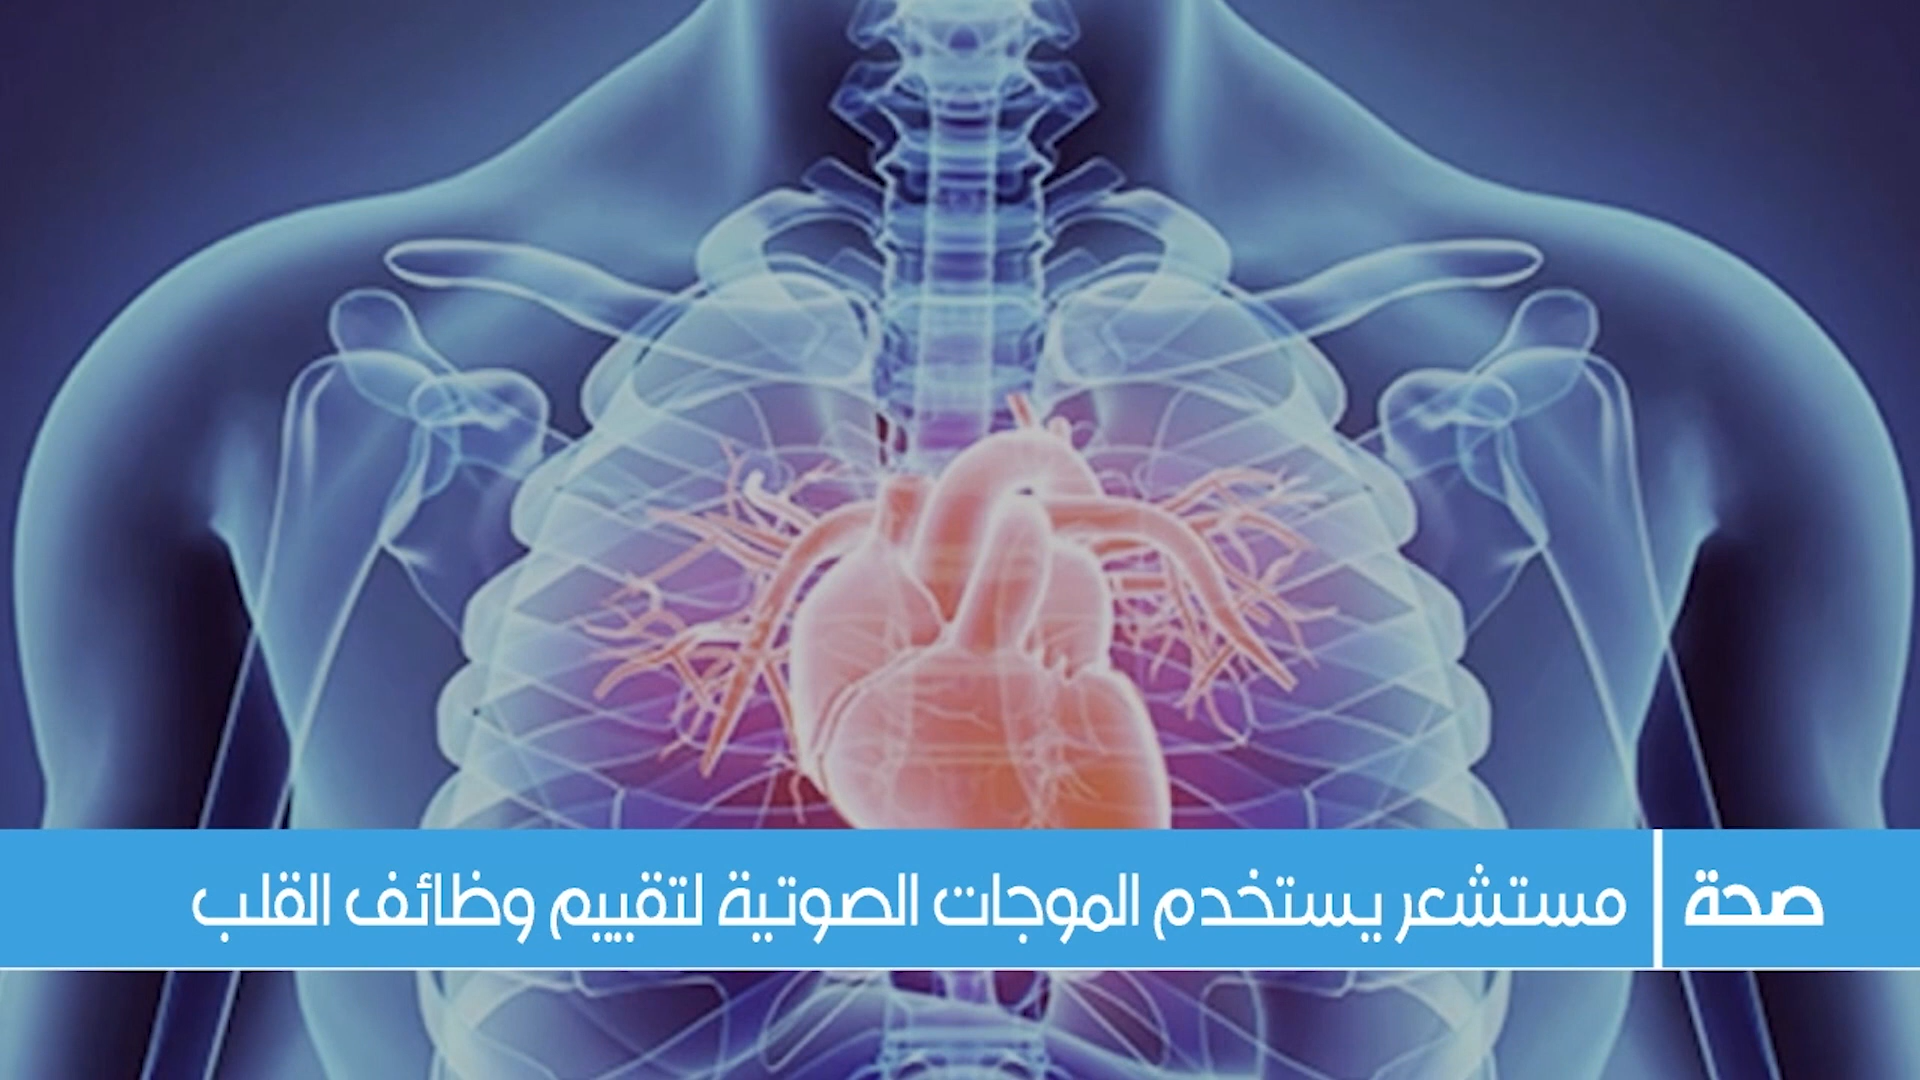 صحة
مستشعر يستخدم الموجات الصوتية لتقييم وظائف القلب